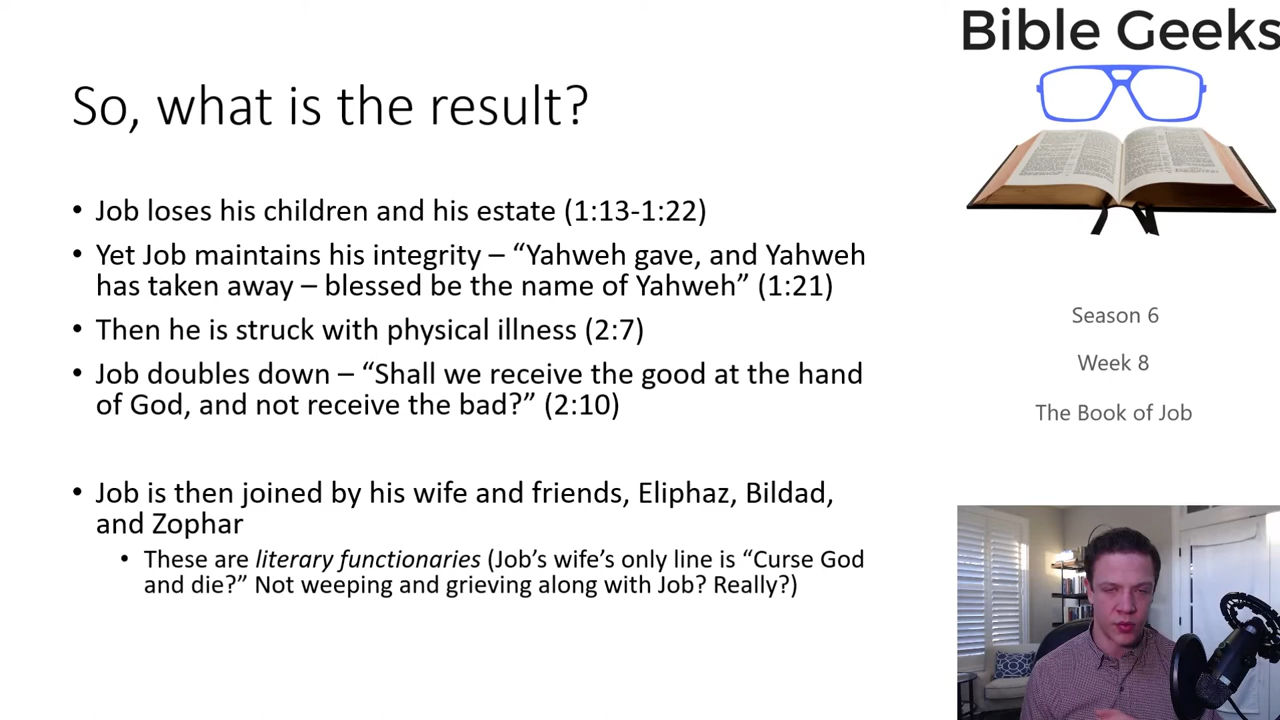 So, what is the result?
• Job loses his children and his estate (1:13-1:22)
• Yet Job maintains his integrity – “Yahweh gave, and Yahweh
has taken away – blessed be the name of Yahweh” (1:21)
• Then he is struck with physical illness (2:7)
• Job doubles down – “Shall we receive the good at the hand
of God, and not receive the bad?” (2:10)
• Job is then joined by his wife and friends, Eliphaz, Bildad,
and Zophar
• These are literary functionaries (Job’s wife’s only line is “Curse God
and die?” Not weeping and grieving along with Job? Really?)
Bible Geeks
Season 6
Week 8
The Book of Job